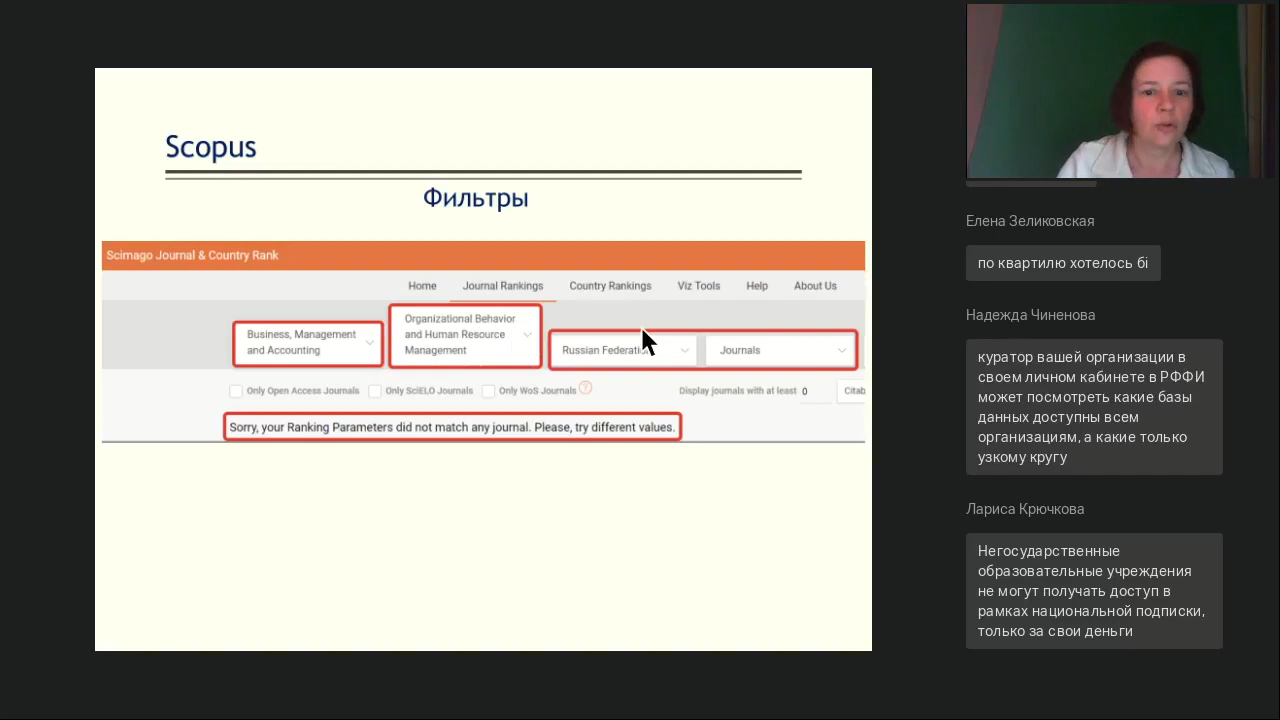 Scopus
Фильтры
Scimago Journal & Country Rank
Home Journal Rankings Country Rankings Viz Tools Help About Us
Business, Management
and Accounting
Organizational Behavior
and Human Resource
Management
Russian Federatio
Journals
Only Open Access Journals Only SciELO Journals Only WoS Journals ? Display journals with at least 0 Citab
Sorry, your Ranking Parameters did not match any journal. Please, try different values.
Елена Зеликовская
по квартилю хотелось бі
Надежда Чиненова
куратор вашей организации в
своем личном кабинете в РФФИ
может посмотреть какие базы
данных доступны всем
организациям, а какие только
узкому кругу
Лариса Крючкова
Негосударственные
образовательные учреждения
не могут получать доступ в
рамках национальной подписки,
только за свои деньги